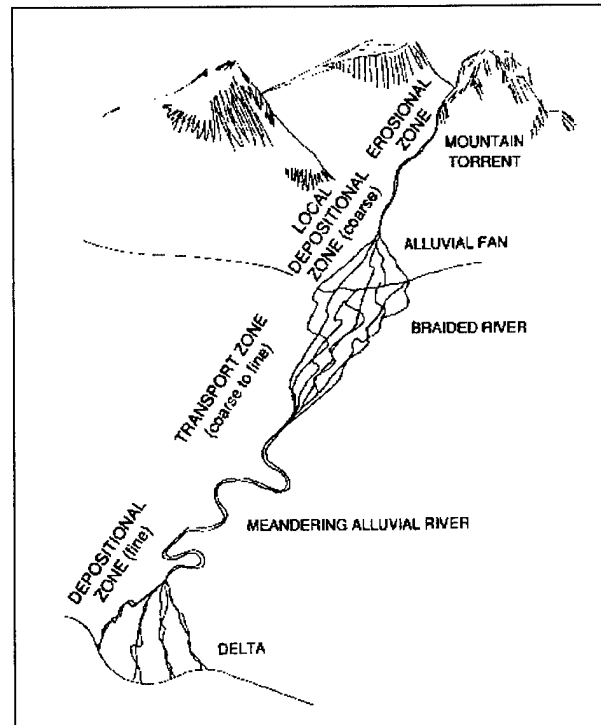 EROSIONAL
ZONE
MOUNTAIN
TORRENT
LOCAL
DEPOSITIONAL
ZONE (coarse)
ALLUVIAL FAN
BRAIDED RIVER
TRANSPORT ZONE
(coarse to fine)
MEANDERING ALLUVIAL RIVER
DEPOSITIONAL
ZONE (fine)
DELTA